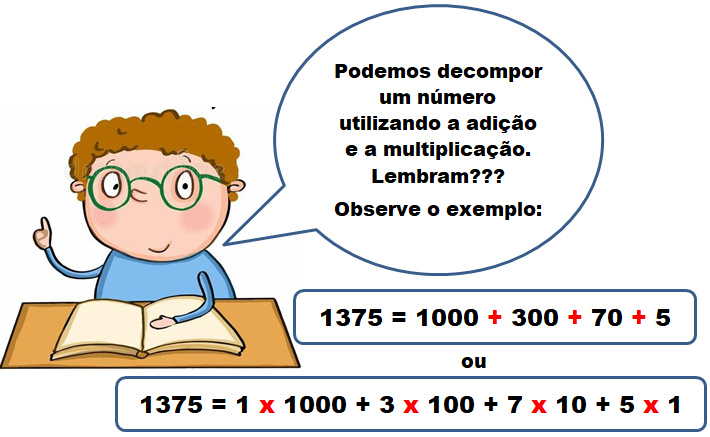 Podemos decompor
um número
utilizando a adição
e a multiplicação.
Lembram???
Observe o exemplo:
1375 = 1000 + 300 + 70 + 5
ou
1375 = 1 x 1000 + 3 x 100 + 7 x 10 + 5 x 1